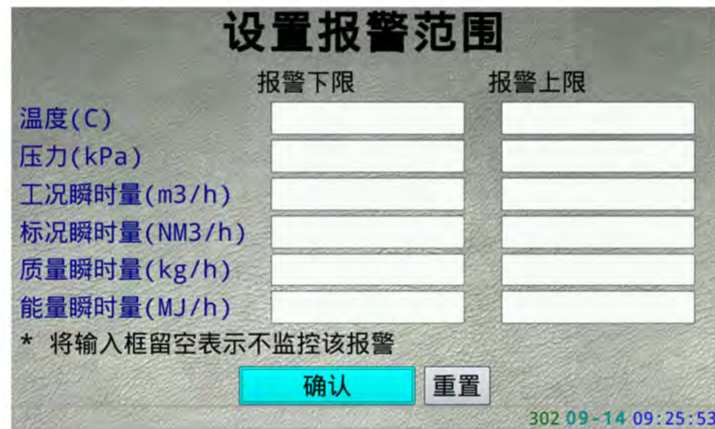 设置报警范围
报警下限 报警上限
温度(C)
压力(kPa)
工况瞬时量(m3/h)
标况瞬时量(NM3/h)
质量瞬时量(kg/h)
能量瞬时量(MJ/h)
* 将输入框留空表示不监控该报警
确认 重置
302 09-14 09:25:53